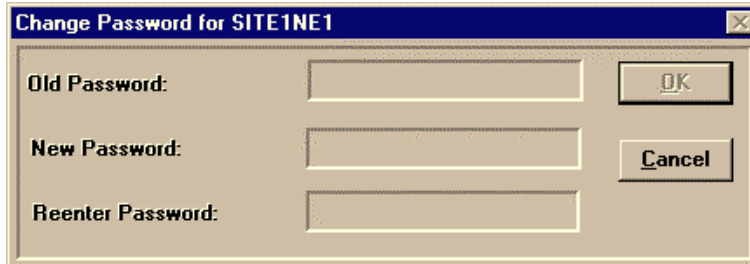 Change Password for SITE1NE1
Old Password:
OK
New Password:
Cancel
Reenter Password: